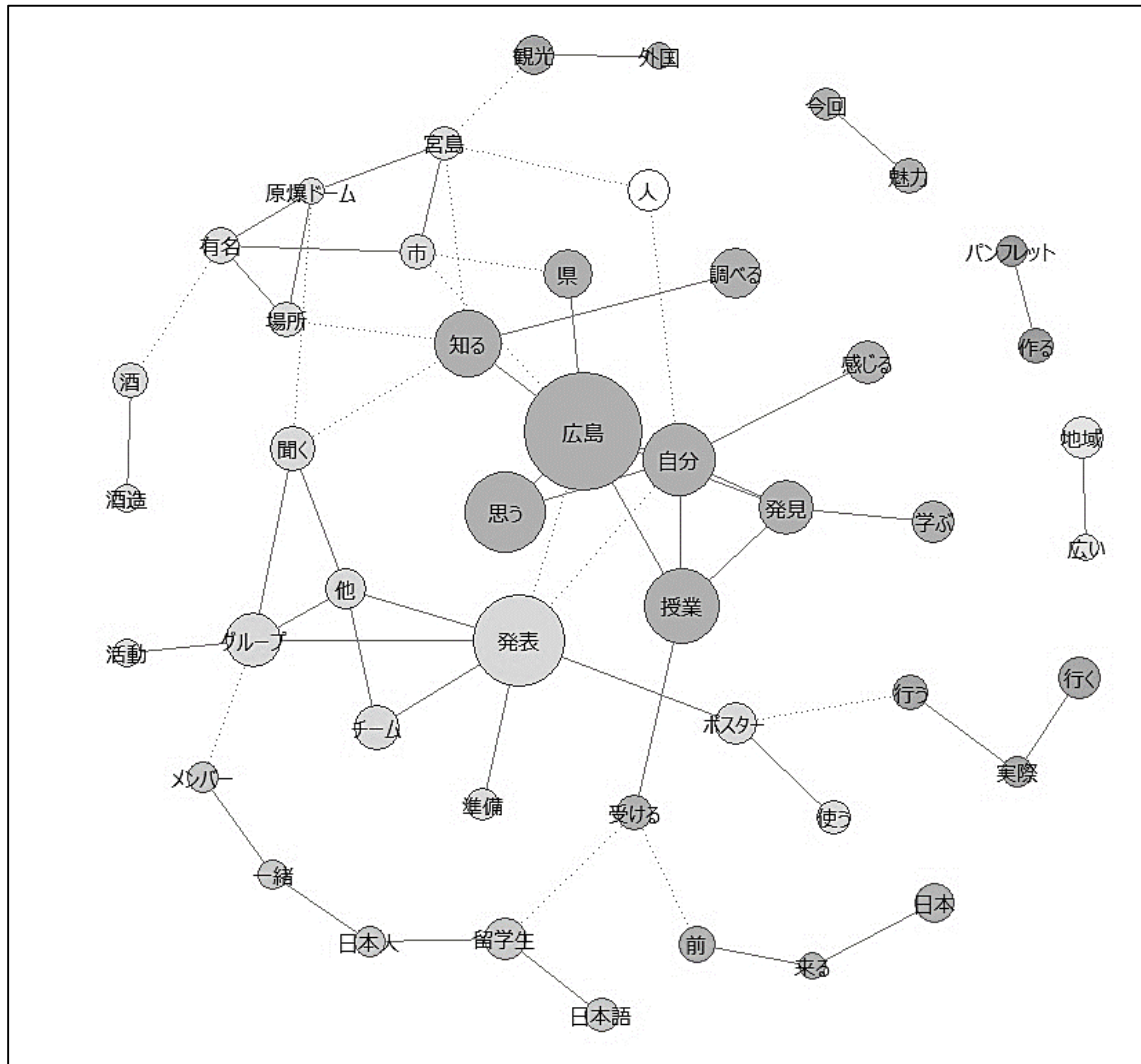 観光
外国
今回
宮島
魅力
原爆ドーム
人
有名
市
パンフレット
県
調べる
場所
知る
作る
感じる
酒
広島
地域
聞く
自分
酒造
思う
発見
学ぶ
広い
他
授業
グループ
発表
活動
行く
行う
チーム
ポスター
実際
メンバー
準備
受ける
使う
一緒
日本
日本人
留学生
前
来る
日本語